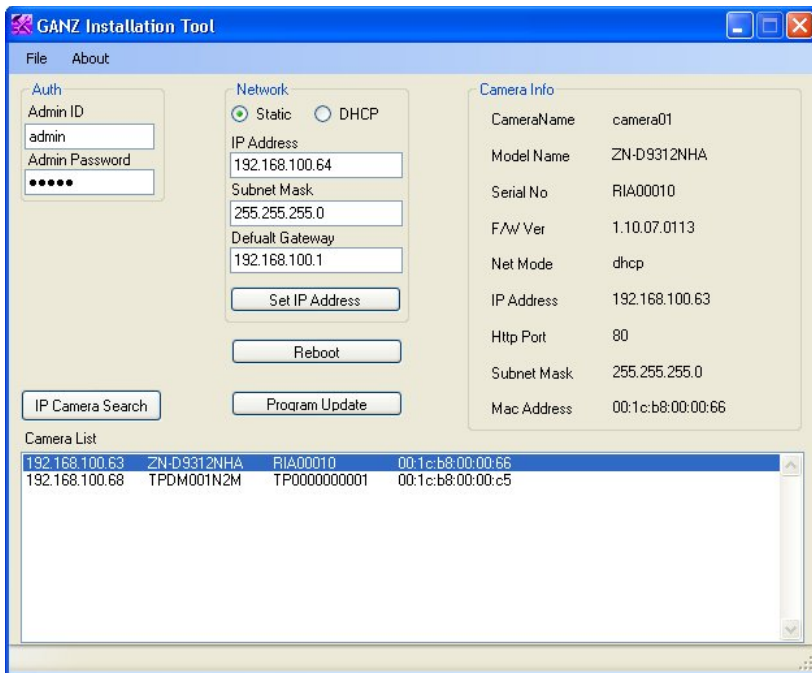 GANZ Installation Tool
File About
Auth
Admin ID
admin
Admin Password
•••••
Network
Static DHCP
IP Address
192.168.100.64
Subnet Mask
255.255.255.0
Defualt Gateway
192.168.100.1
Set IP Address
Reboot
Program Update
IP Camera Search
Camera Info
CameraName camera01
Model Name ZN-D9312NHA
Serial No RIA00010
F/W Ver 1.10.07.0113
Net Mode dhcp
IP Address 192.168.100.63
Http Port 80
Subnet Mask 255.255.255.0
Mac Address 00:1c:b8:00:00:66
Camera List
192.168.100.63 ZN-D9312NHA RIA00010 00:1c:b8:00:00:66
192.168.100.68 TPDM001N2M TP0000000001 00:1c:b8:00:00:c5